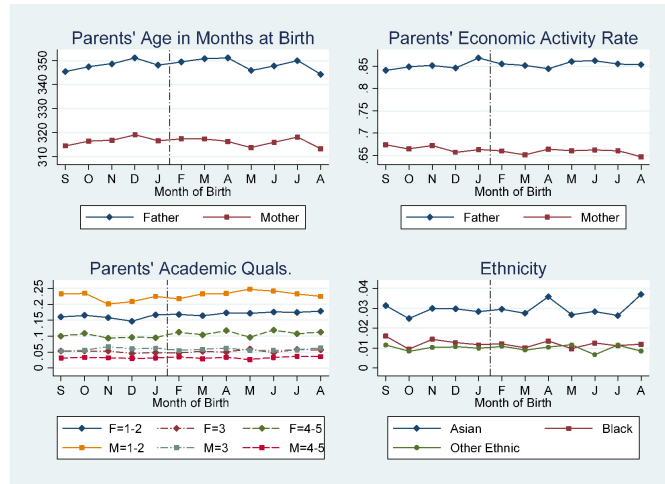 Parents' Age in Months at Birth
310 320 330 340 350
S O N D J F M A M J J A
Month of Birth
Father Mother
Parents' Economic Activity Rate
.65 .7 .75 .8 .85
S O N D J F M A M J J A
Month of Birth
Father Mother
Parents' Academic Quals.
0 .05 .1 .15 .2 .25
S O N D J F M A M J J A
Month of Birth
F=1-2 F=3 F=4-5
M=1-2 M=3 M=4-5
Ethnicity
0 .01 .02 .03 .04
S O N D J F M A M J J A
Month of Birth
Asian Black
Other Ethnic